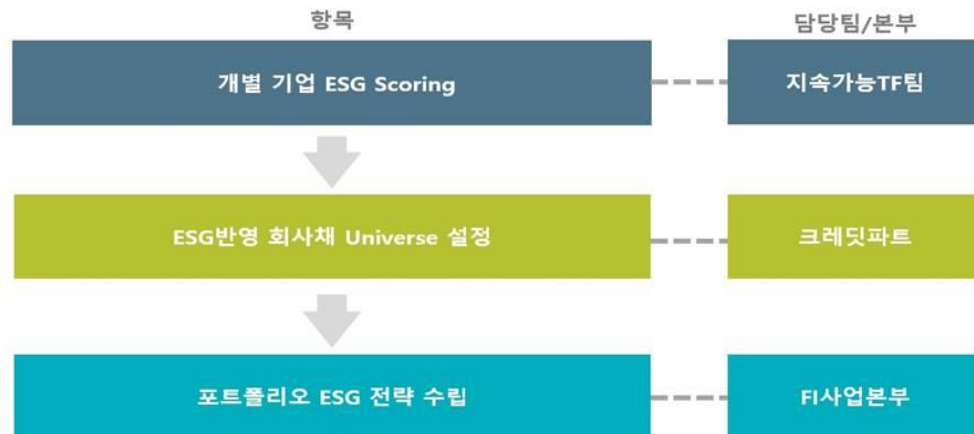 항목
담당팀/본부
개별 기업 ESG Scoring
지속가능TF팀
ESG반영 회사채 Universe 설정
크레딧파트
포트폴리오 ESG 전략 수립
FI사업본부